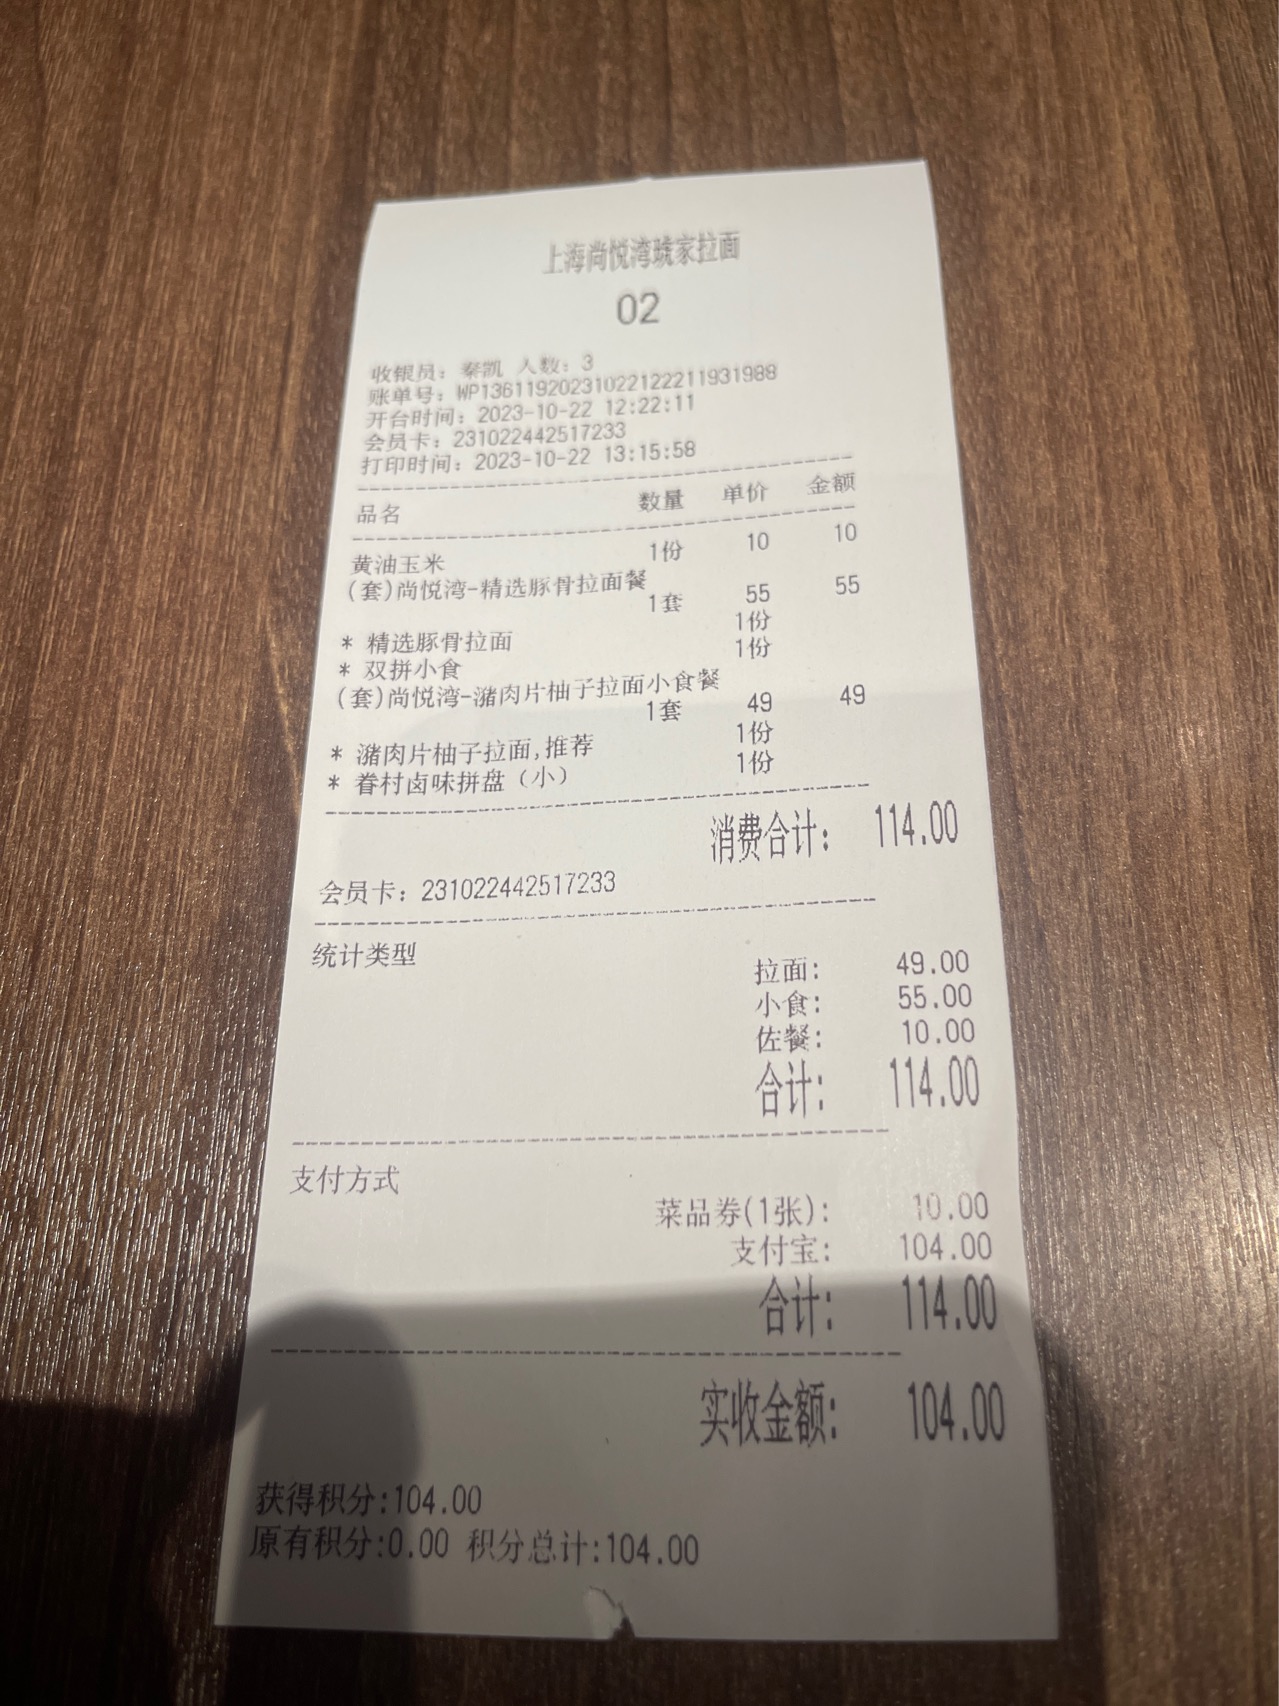 上海尚悦湾琥家拉面
02
收银员：秦凯 人数：3
账单号：WP13611920231022122211931988
开台时间：2023-10-22 12:22:11
会员卡：231022442517233
打印时间：2023-10-22 13:15:58
品名 数量 单价 金额
黄油玉米 1份 10 10
(套)尚悦湾-精选豚骨拉面餐
1套 55 55
* 精选豚骨拉面 1份
* 双拼小食 1份
(套)尚悦湾-潴肉片柚子拉面小食餐
1套 49 49
* 潴肉片柚子拉面,推荐 1份
* 眷村卤味拼盘（小） 1份
消费合计： 114.00
会员卡：231022442517233
统计类型
拉面: 49.00
小食: 55.00
佐餐: 10.00
合计: 114.00
支付方式
菜品券(1张): 10.00
支付宝: 104.00
合计: 114.00
实收金额: 104.00
获得积分:104.00
原有积分:0.00 积分总计:104.00